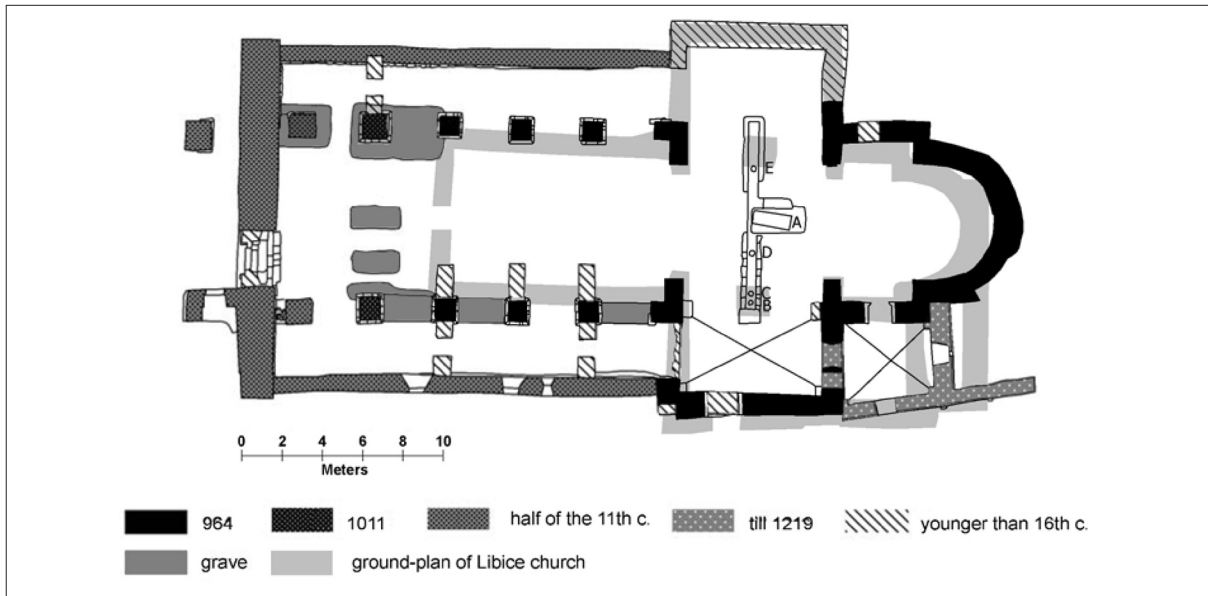 E
A
D
C
B
0 2 4 6 8 10
Meters
964 1011 half of the 11th c. till 1219 younger than 16th c.
grave ground-plan of Libice church